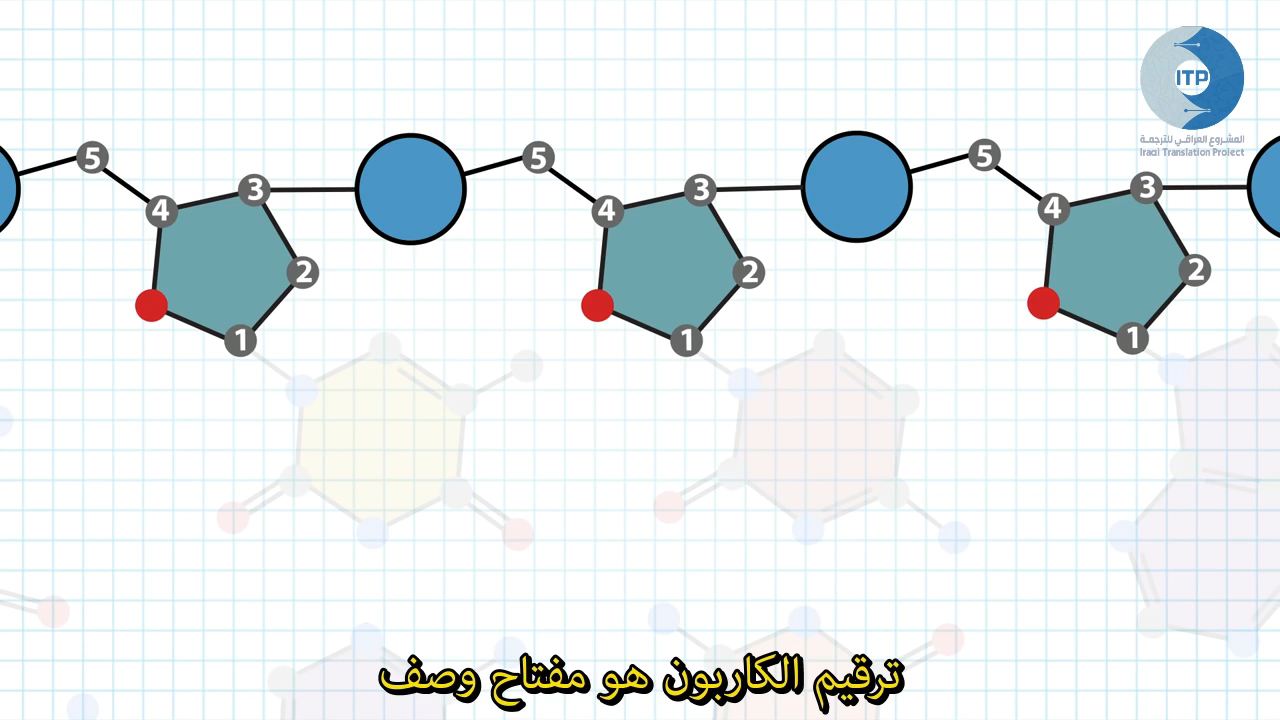 ITP
المشروع العراقي للترجمة
Iraqi Translation Project
5 5 5
4 3 4 3 4 3
2 2 2
1 1 1
ترقيم الكاربون هو مفتاح وصف